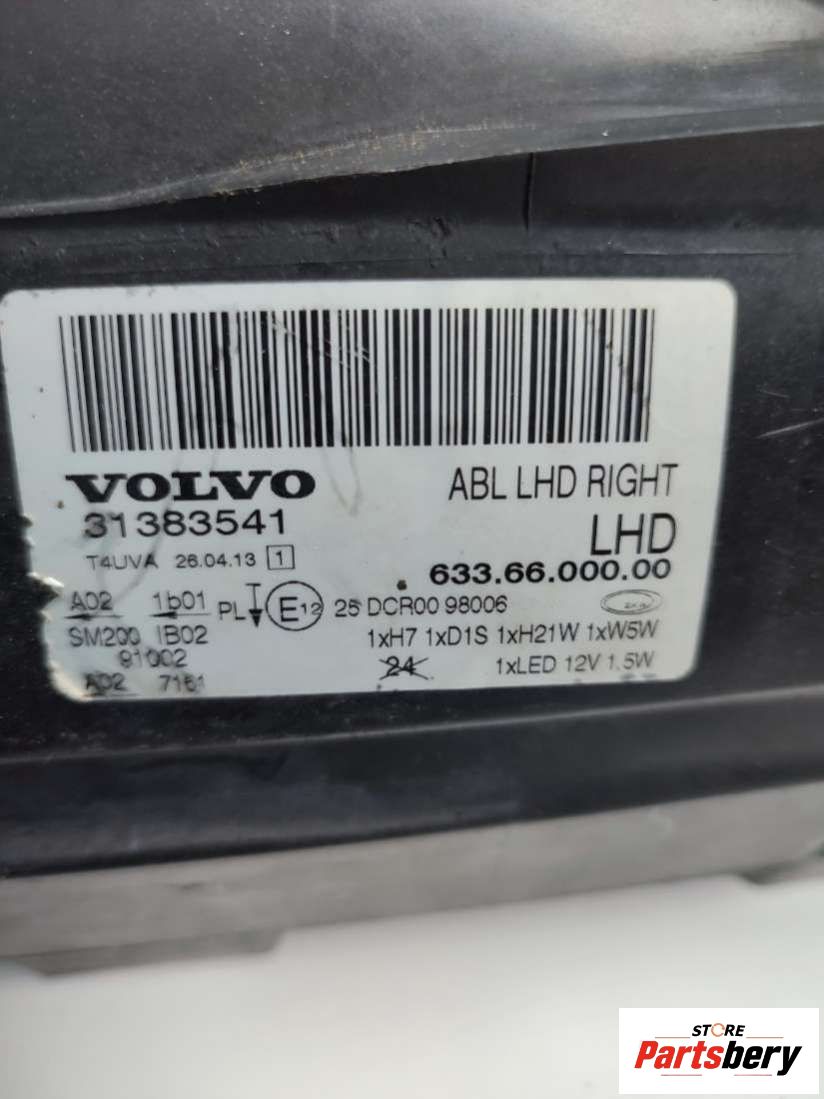 VOLVO ABL LHD RIGHT
31383541 LHD
T4UVA 26.04.13 1 633.66.000.00
A02 1b01 PL E12 25 DCR00 98006
SM200 IB02 1xH7 1xD1S 1xH21W 1xW5W
91002 24 1xLED 12V 1.5W
A02 7161
STORE
Partsbery